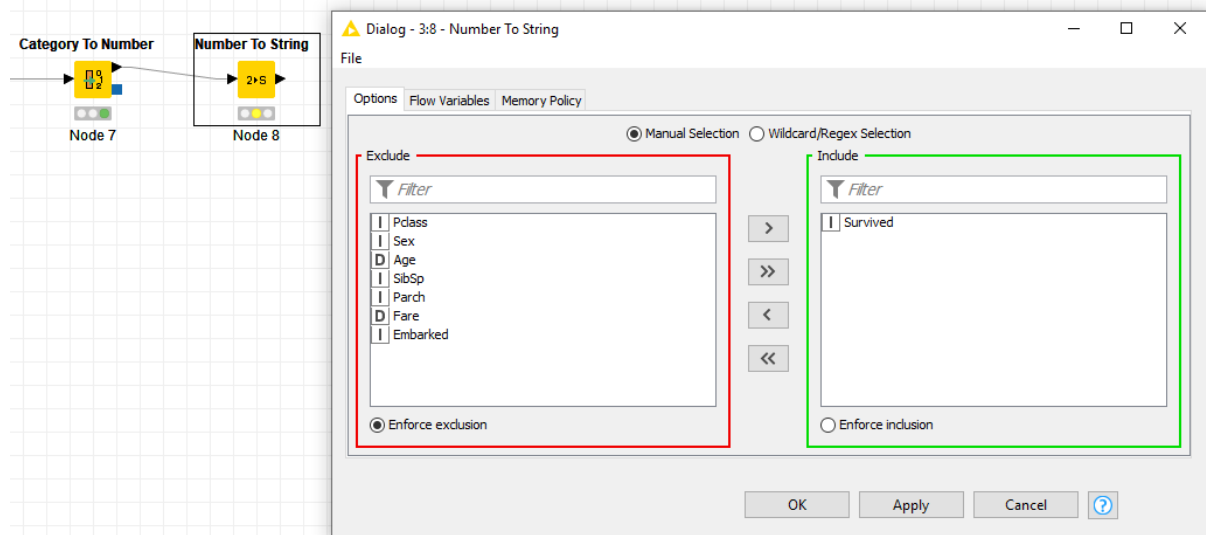 Category To Number
Number To String
2▸S
Node 7
Node 8
Dialog - 3:8 - Number To String
File
Options Flow Variables Memory Policy
Manual Selection Wildcard/Regex Selection
Exclude
Include
Filter
Filter
I Pclass
I Sex
D Age
I SibSp
I Parch
D Fare
I Embarked
I Survived
>
>>
<
<<
Enforce exclusion
Enforce inclusion
OK Apply Cancel ?